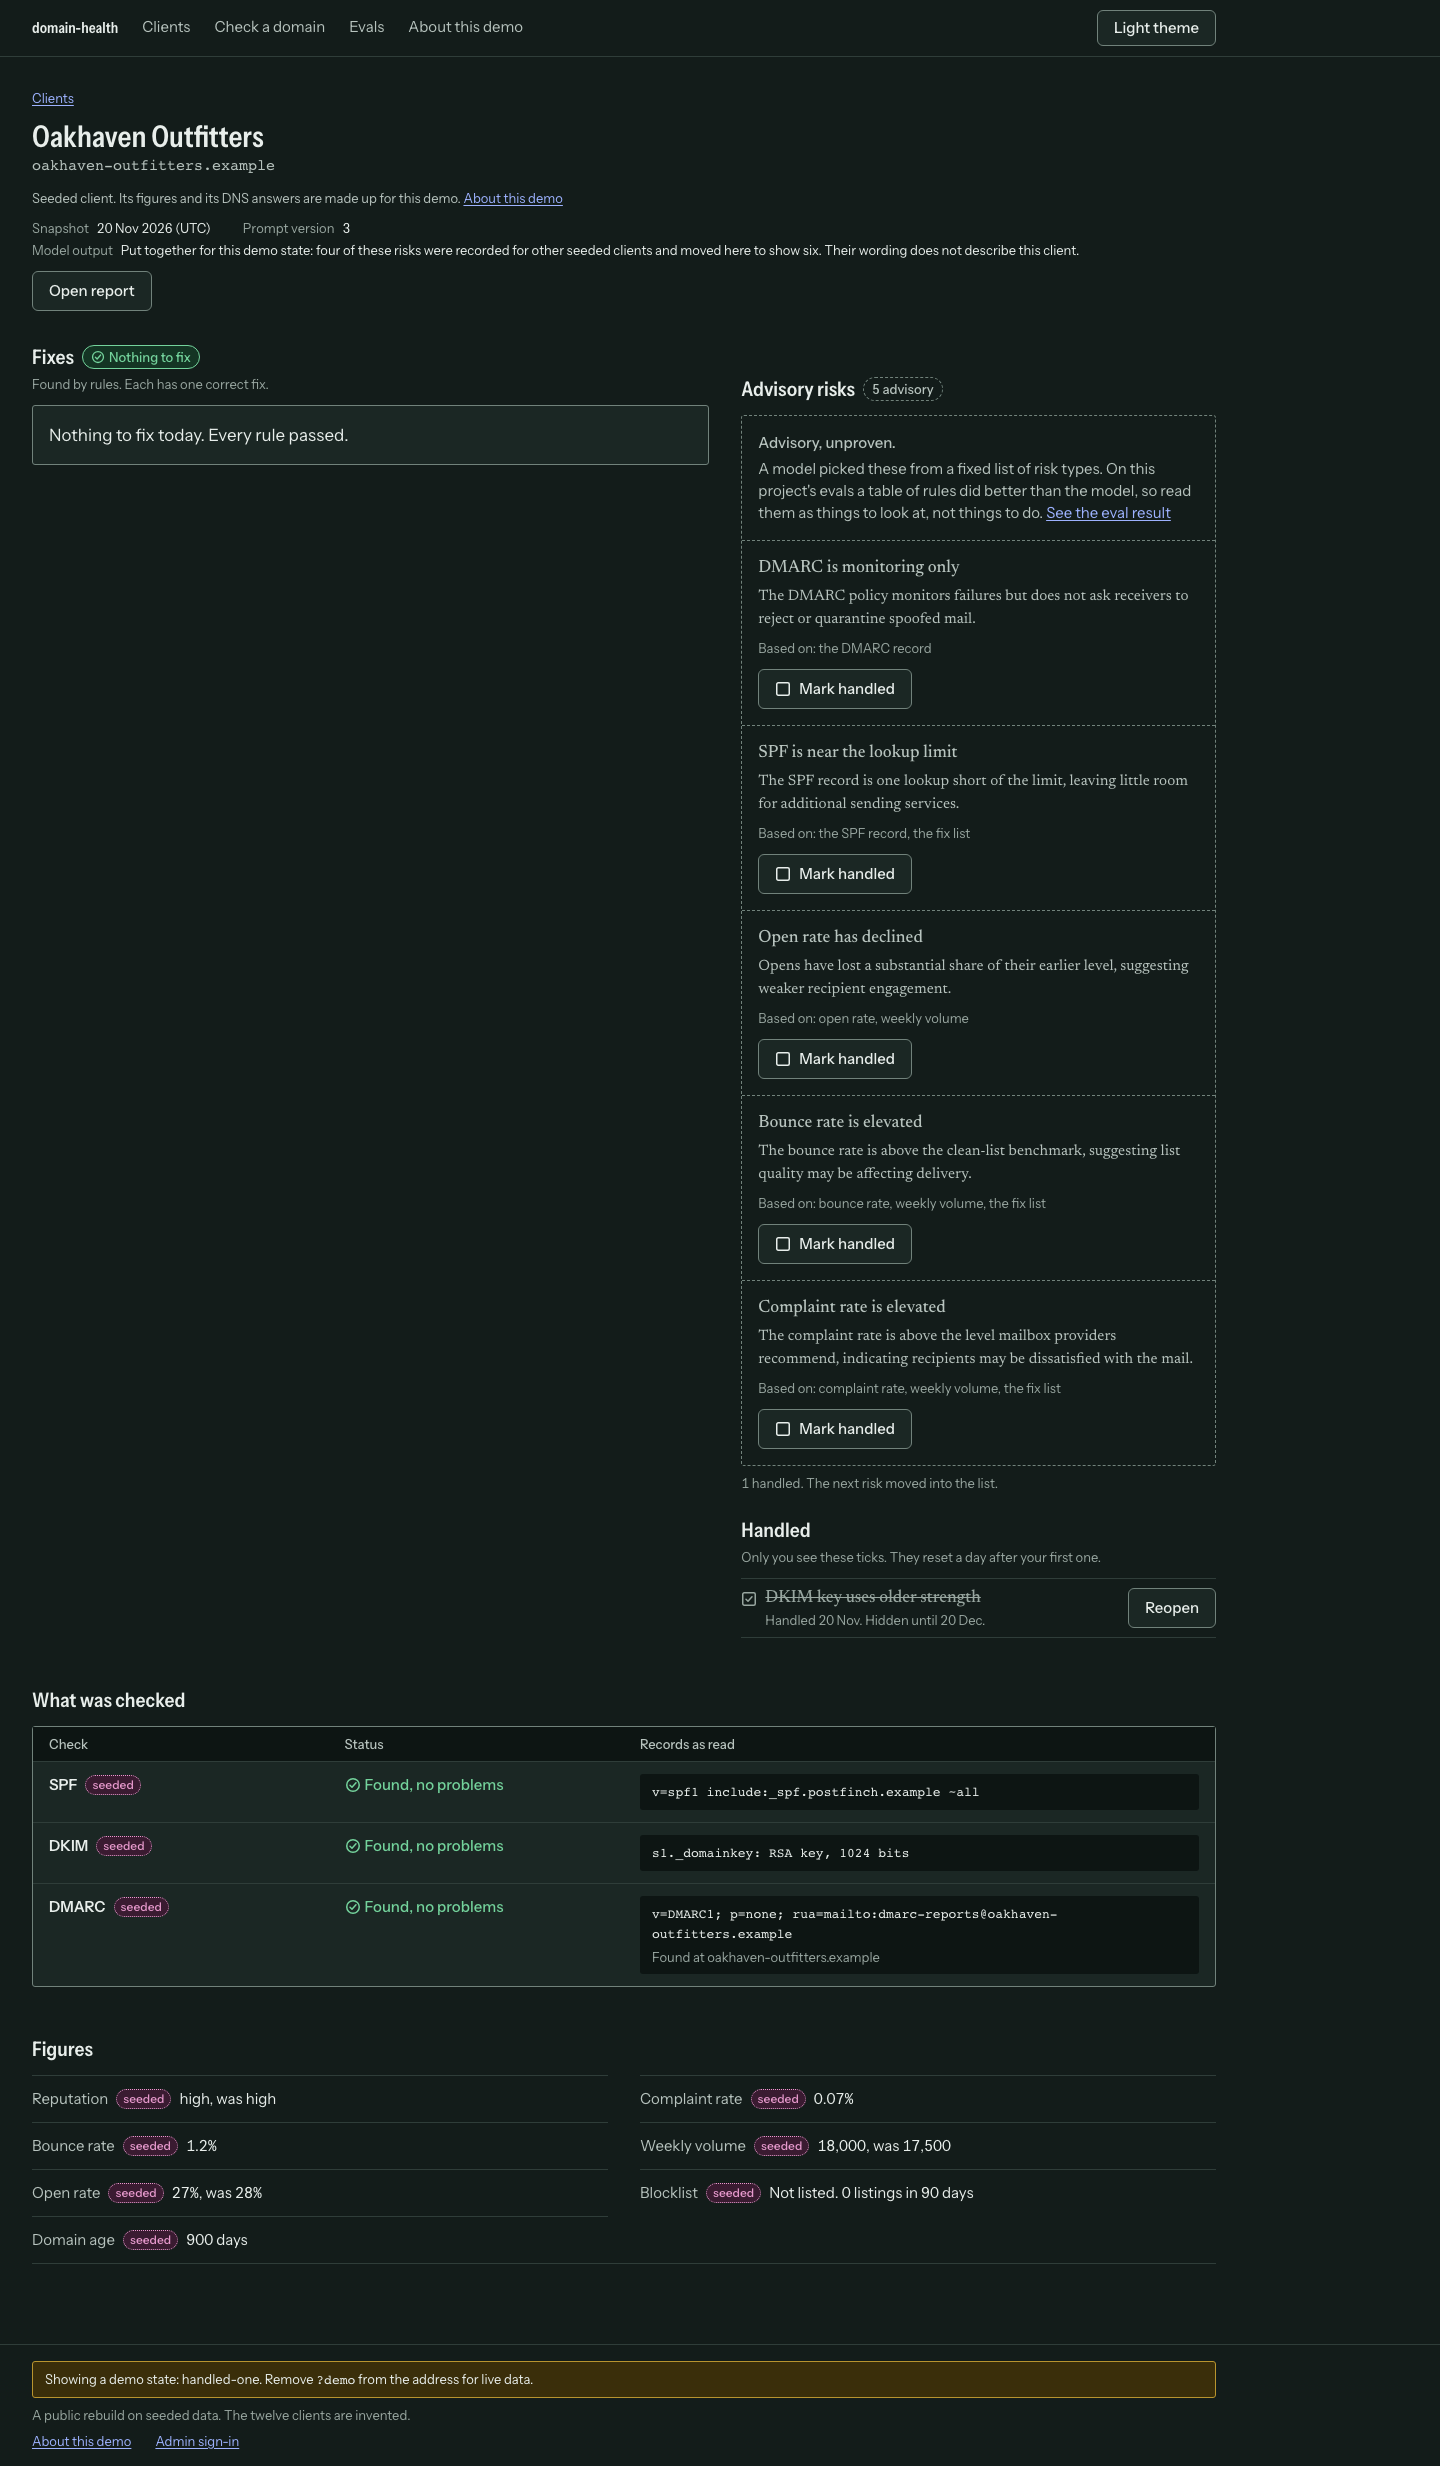 domain-health
Clients
Check a domain
Evals
About this demo
Light theme
Clients
Oakhaven Outfitters
oakhaven-outfitters.example
Seeded client. Its figures and its DNS answers are made up for this demo. About this demo
Snapshot 20 Nov 2026 (UTC) Prompt version 3
Model output Put together for this demo state: four of these risks were recorded for other seeded clients and moved here to show six. Their wording does not describe this client.
Open report
Fixes Nothing to fix
Found by rules. Each has one correct fix.
Nothing to fix today. Every rule passed.
Advisory risks 5 advisory
Advisory, unproven.
A model picked these from a fixed list of risk types. On this
project's evals a table of rules did better than the model, so read
them as things to look at, not things to do. See the eval result
DMARC is monitoring only
The DMARC policy monitors failures but does not ask receivers to
reject or quarantine spoofed mail.
Based on: the DMARC record
Mark handled
SPF is near the lookup limit
The SPF record is one lookup short of the limit, leaving little room
for additional sending services.
Based on: the SPF record, the fix list
Mark handled
Open rate has declined
Opens have lost a substantial share of their earlier level, suggesting
weaker recipient engagement.
Based on: open rate, weekly volume
Mark handled
Bounce rate is elevated
The bounce rate is above the clean-list benchmark, suggesting list
quality may be affecting delivery.
Based on: bounce rate, weekly volume, the fix list
Mark handled
Complaint rate is elevated
The complaint rate is above the level mailbox providers
recommend, indicating recipients may be dissatisfied with the mail.
Based on: complaint rate, weekly volume, the fix list
Mark handled
1 handled. The next risk moved into the list.
Handled
Only you see these ticks. They reset a day after your first one.
DKIM key uses older strength
Handled 20 Nov. Hidden until 20 Dec.
Reopen
What was checked
Check Status Records as read
SPF seeded Found, no problems v=spf1 include:_spf.postfinch.example ~all
DKIM seeded Found, no problems s1._domainkey: RSA key, 1024 bits
DMARC seeded Found, no problems v=DMARC1; p=none; rua=mailto:dmarc-reports@oakhaven-
outfitters.example
Found at oakhaven-outfitters.example
Figures
Reputation seeded high, was high
Bounce rate seeded 1.2%
Open rate seeded 27%, was 28%
Domain age seeded 900 days
Complaint rate seeded 0.07%
Weekly volume seeded 18,000, was 17,500
Blocklist seeded Not listed. 0 listings in 90 days
Showing a demo state: handled-one. Remove ?demo from the address for live data.
A public rebuild on seeded data. The twelve clients are invented.
About this demo Admin sign-in